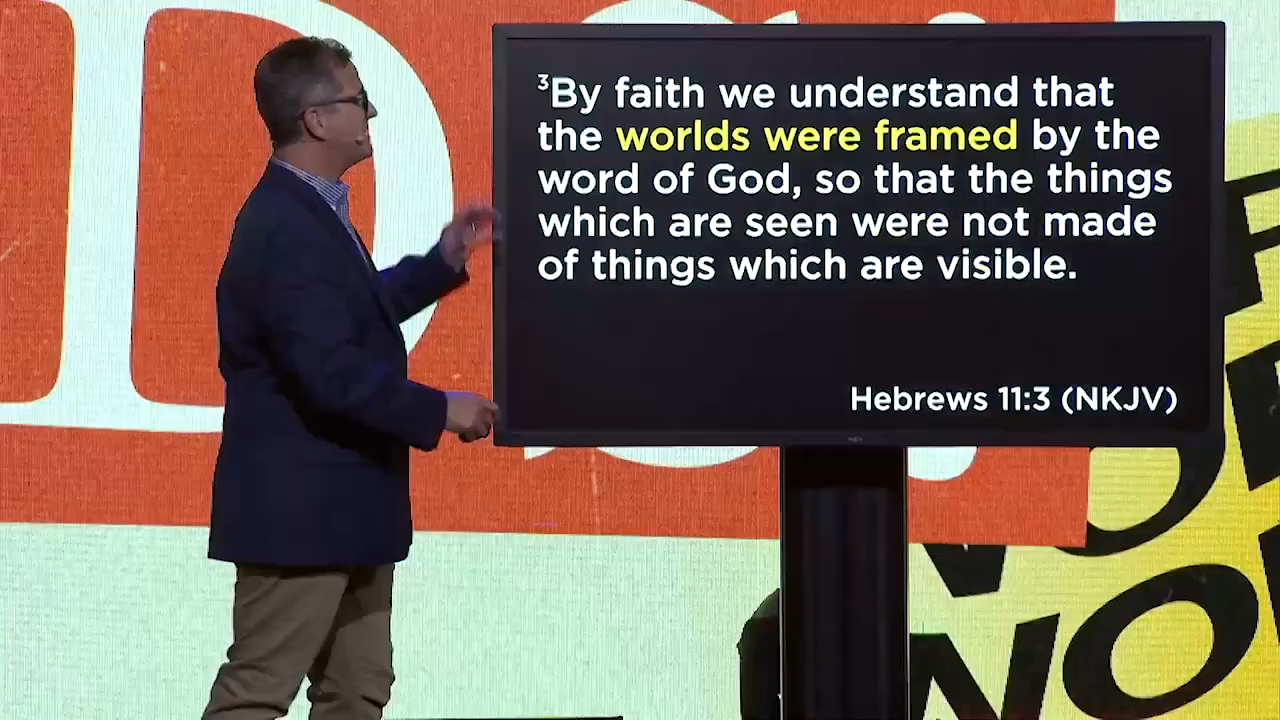 ³By faith we understand that
the worlds were framed by the
word of God, so that the things
which are seen were not made
of things which are visible.
Hebrews 11:3 (NKJV)
NO